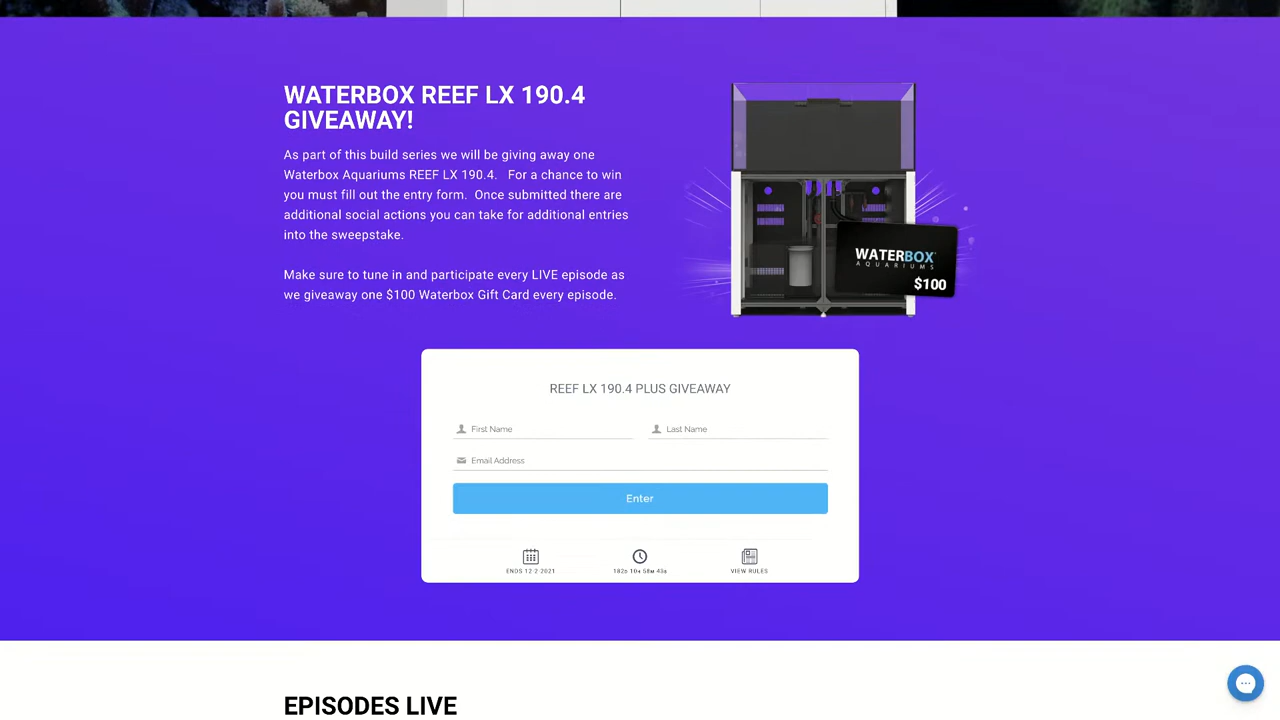 WATERBOX REEF LX 190.4
GIVEAWAY!
As part of this build series we will be giving away one
Waterbox Aquariums REEF LX 190.4. For a chance to win
you must fill out the entry form. Once submitted there are
additional social actions you can take for additional entries
into the sweepstake.
Make sure to tune in and participate every LIVE episode as
we giveaway one $100 Waterbox Gift Card every episode.
WATERBOX
AQUARIUMS
$100
REEF LX 190.4 PLUS GIVEAWAY
First Name
Last Name
Email Address
Enter
ENDS 12-2-2021
182D 10H 58M 43S
VIEW RULES
EPISODES LIVE